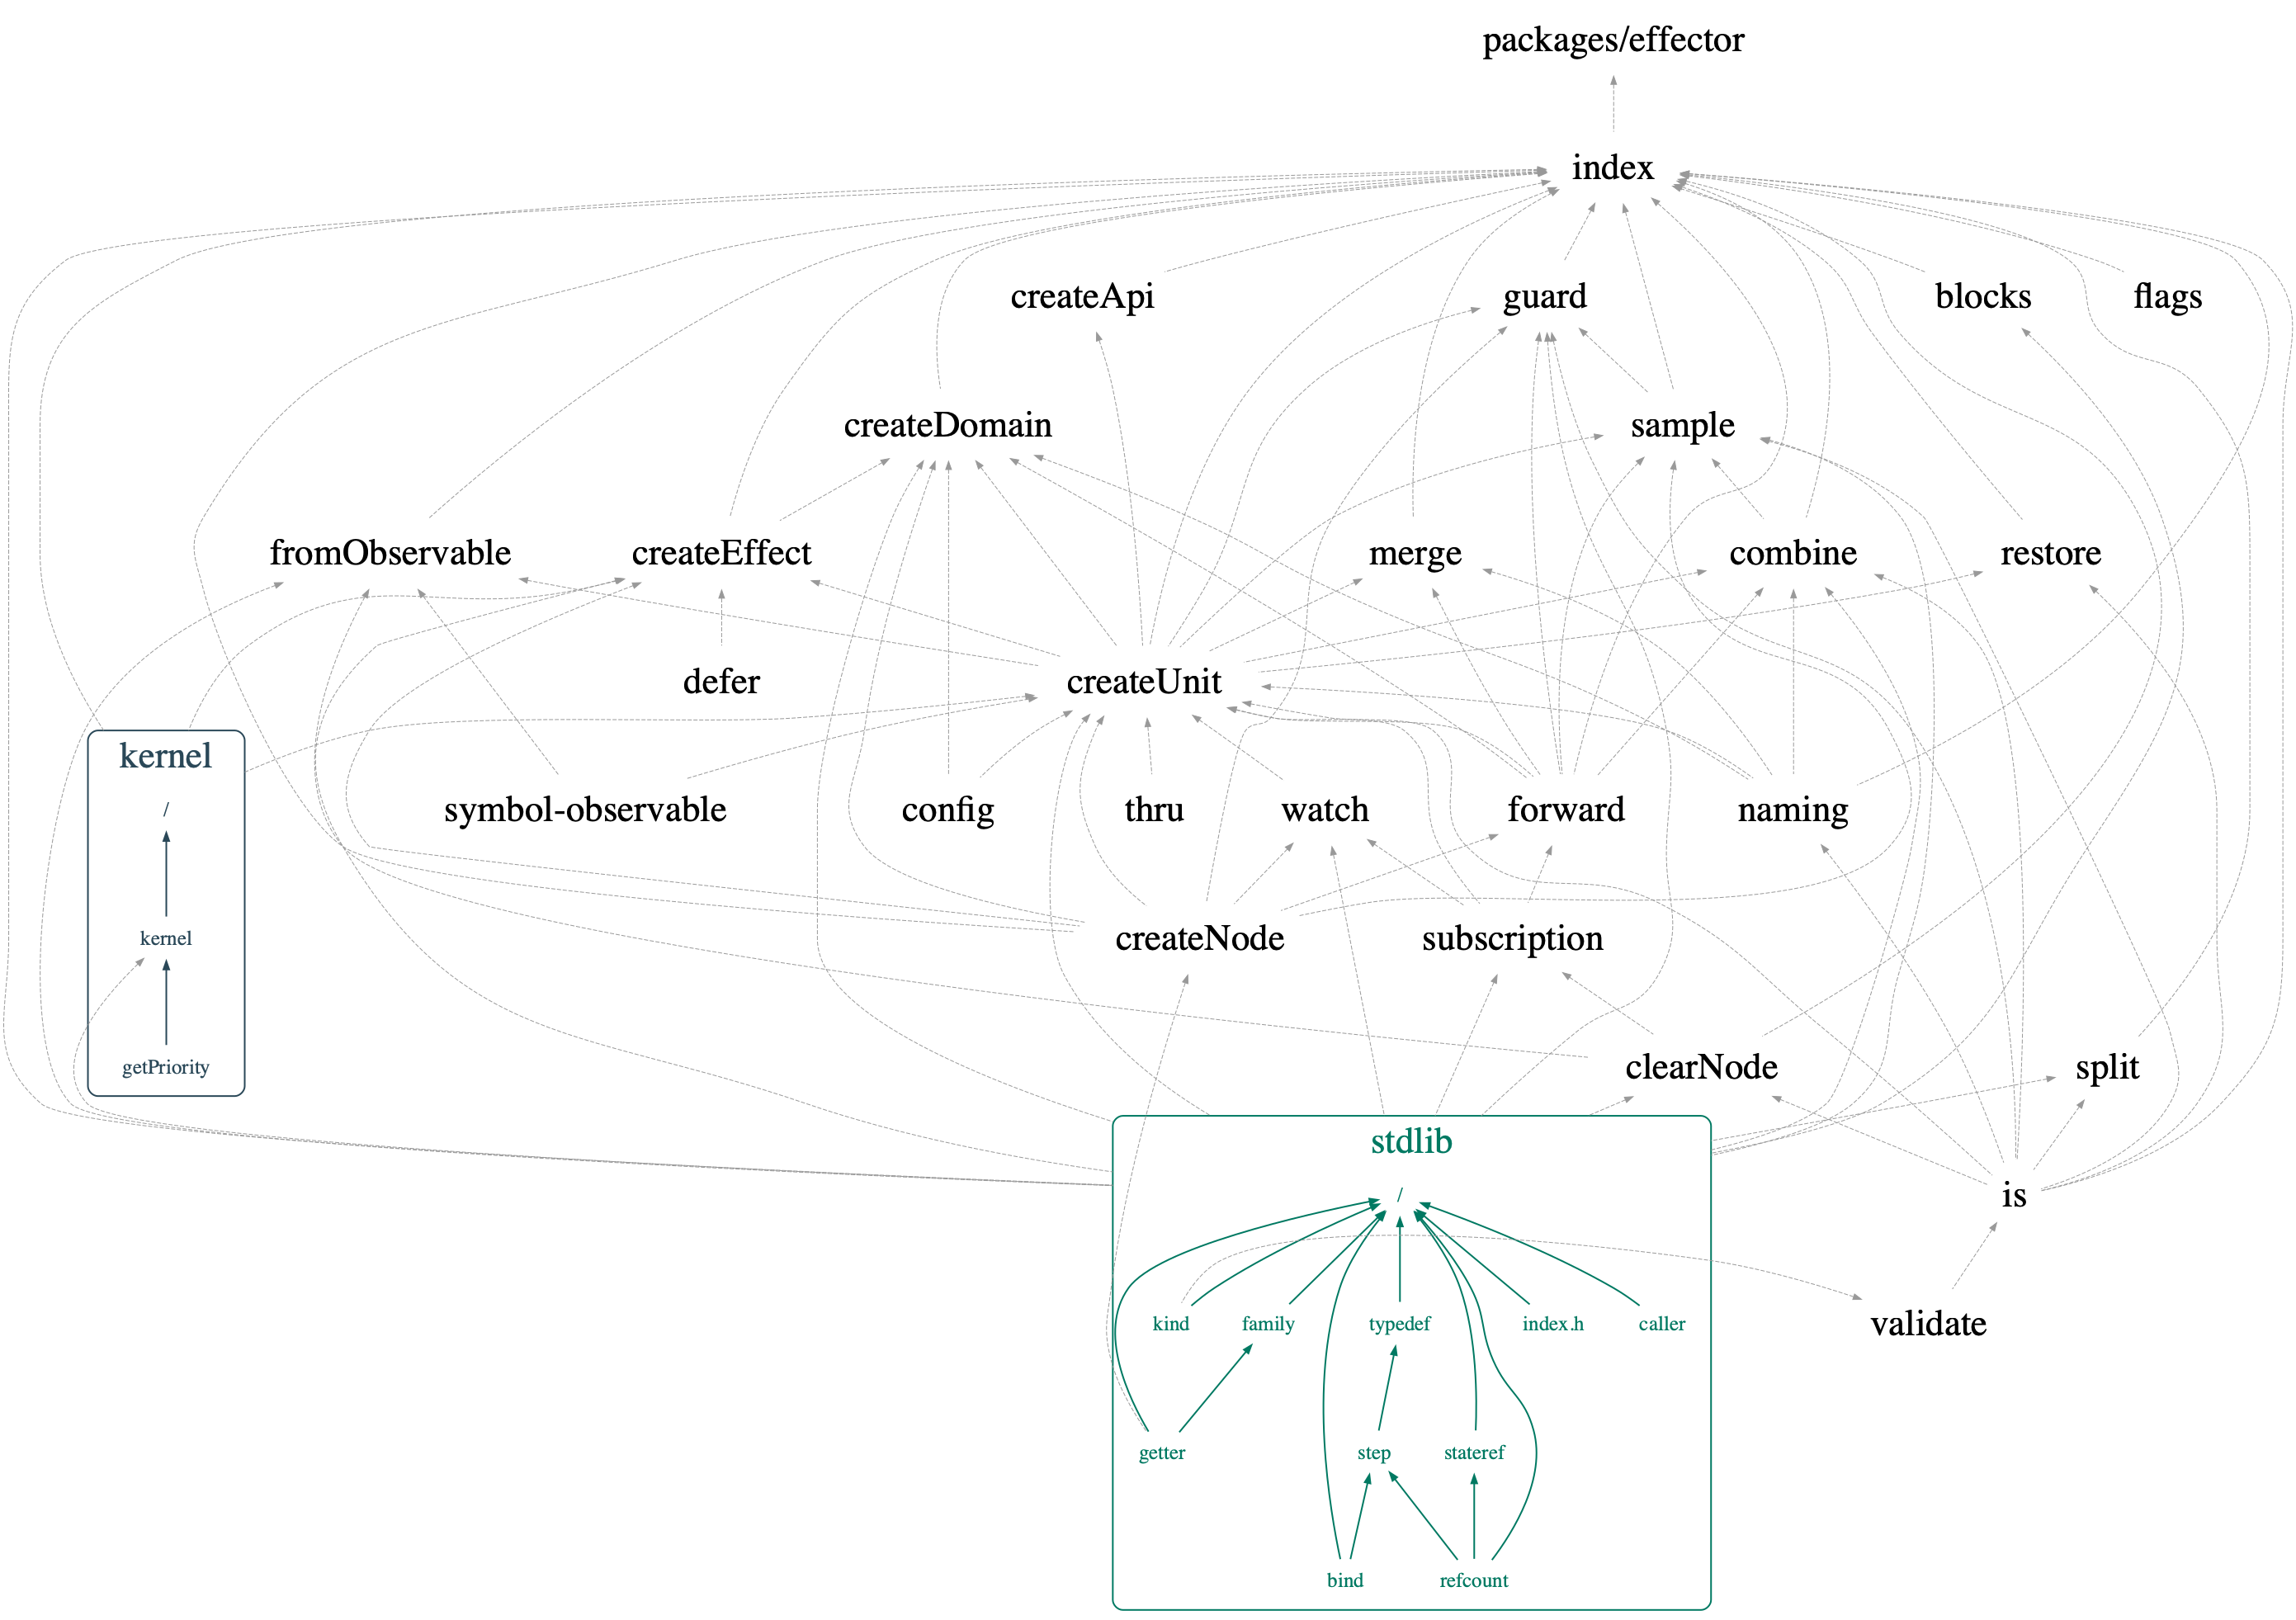 packages/effector
index
createApi
guard
blocks
flags
createDomain
sample
fromObservable
createEffect
merge
combine
restore
defer
createUnit
kernel
/
symbol-observable
config
thru
watch
forward
naming
kernel
createNode
subscription
getPriority
clearNode
split
stdlib
/
is
kind
family
typedef
index.h
caller
validate
getter
step
stateref
bind
refcount